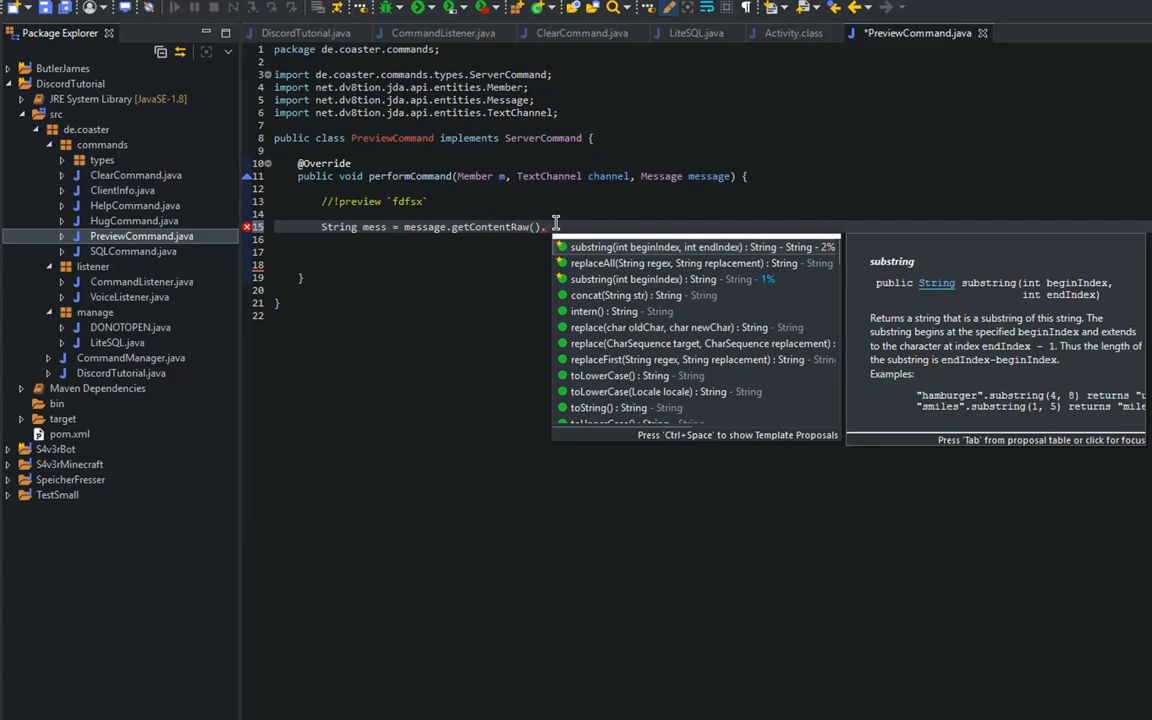 Package Explorer
DiscordTutorial.java
CommandListener.java
ClearCommand.java
LiteSQL.java
Activity.class
*PreviewCommand.java
ButlerJames
DiscordTutorial
JRE System Library [JavaSE-1.8]
src
de.coaster
commands
types
ClearCommand.java
ClientInfo.java
HelpCommand.java
HugCommand.java
PreviewCommand.java
SQLCommand.java
listener
CommandListener.java
VoiceListener.java
manage
DONOTOPEN.java
LiteSQL.java
CommandManager.java
DiscordTutorial.java
Maven Dependencies
bin
target
pom.xml
S4v3rBot
S4v3rMinecraft
SpeicherFresser
TestSmall
1 package de.coaster.commands;
2
3 import de.coaster.commands.types.ServerCommand;
4 import net.dv8tion.jda.api.entities.Member;
5 import net.dv8tion.jda.api.entities.Message;
6 import net.dv8tion.jda.api.entities.TextChannel;
7
8 public class PreviewCommand implements ServerCommand {
9
10 @Override
11 public void performCommand(Member m, TextChannel channel, Message message) {
12
13 //!preview `fdfsx`
14
15 String mess = message.getContentRaw().
16
17
18
19 }
20
21 }
22
substring(int beginIndex, int endIndex) : String - String - 2%
replaceAll(String regex, String replacement) : String - String
substring(int beginIndex) : String - String - 1%
concat(String str) : String - String
intern() : String - String
replace(char oldChar, char newChar) : String - String
replace(CharSequence target, CharSequence replacement) :
replaceFirst(String regex, String replacement) : String - String
toLowerCase() : String - String
toLowerCase(Locale locale) : String - String
toString() : String - String
Press 'Ctrl+Space' to show Template Proposals
substring
public String substring(int beginIndex,
int endIndex)
Returns a string that is a substring of this string. The
substring begins at the specified beginIndex and extends
to the character at index endIndex - 1. Thus the length of
the substring is endIndex-beginIndex.
Examples:
"hamburger".substring(4, 8) returns "u
"smiles".substring(1, 5) returns "mile
Press 'Tab' from proposal table or click for focus